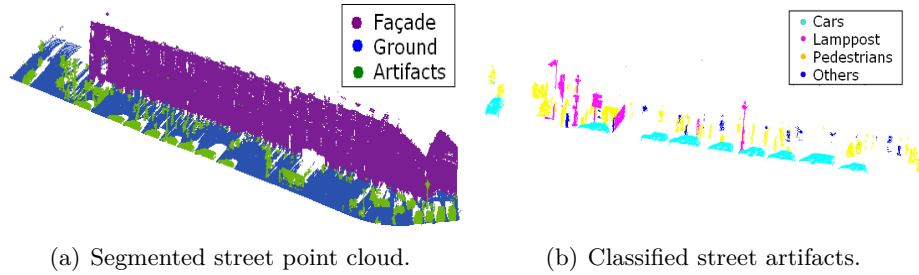 Façade
Ground
Artifacts
Cars
Lamppost
Pedestrians
Others
(a) Segmented street point cloud.
(b) Classified street artifacts.